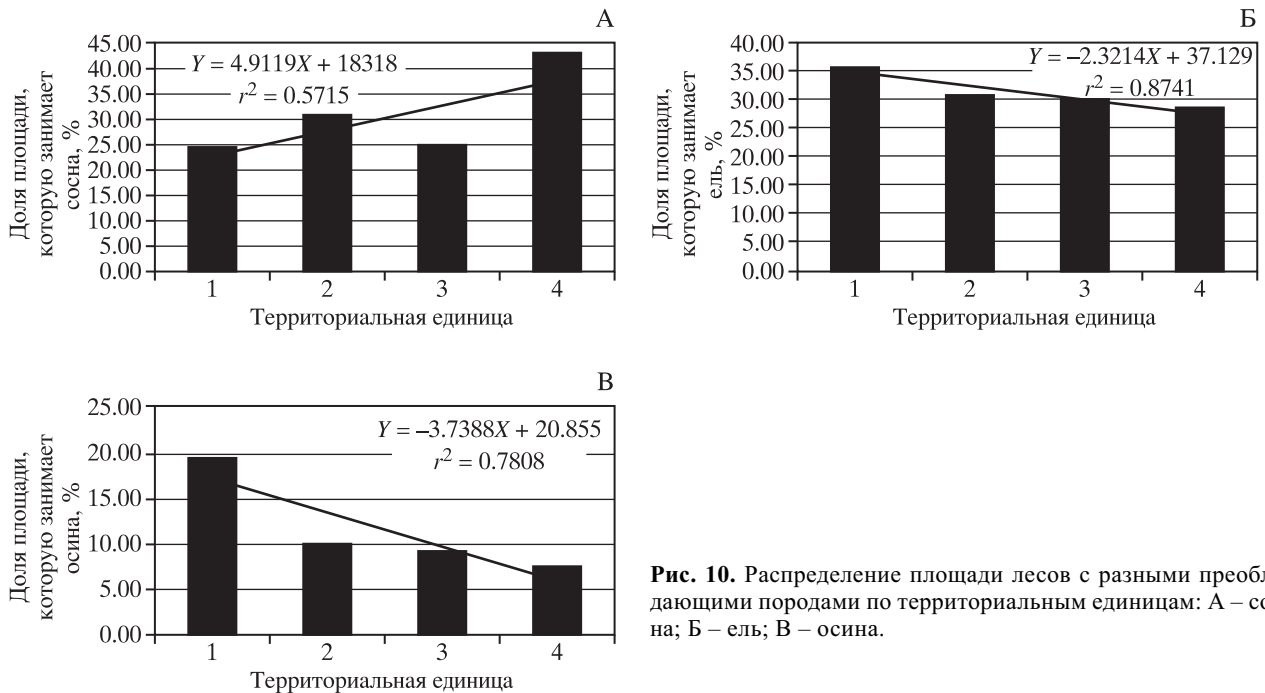 А
45.00
40.00
35.00
30.00
25.00
20.00
15.00
10.00
5.00
0.00
Доля площади,
которую занимает
сосна, %
Y = 4.9119X + 18318
r² = 0.5715
1 2 3 4
Территориальная единица
Б
40.00
35.00
30.00
25.00
20.00
15.00
10.00
5.00
0.00
Доля площади,
которую занимает
ель, %
Y = –2.3214X + 37.129
r² = 0.8741
1 2 3 4
Территориальная единица
В
25.00
20.00
15.00
10.00
5.00
0.00
Доля площади,
которую занимает
осина, %
Y = –3.7388X + 20.855
r² = 0.7808
1 2 3 4
Территориальная единица
Рис. 10. Распределение площади лесов с разными преобл
дающими породами по территориальным единицам: А – со
на; Б – ель; В – осина.